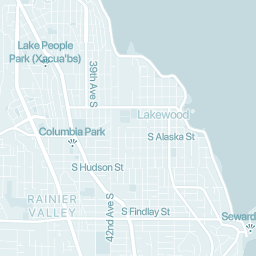 Lake People
Park (Xacua'bs)
39th Ave S
Lakewood
S Alaska St
Columbia Park
S Hudson St
RAINIER
VALLEY
42nd Ave S
S Findlay St
Seward